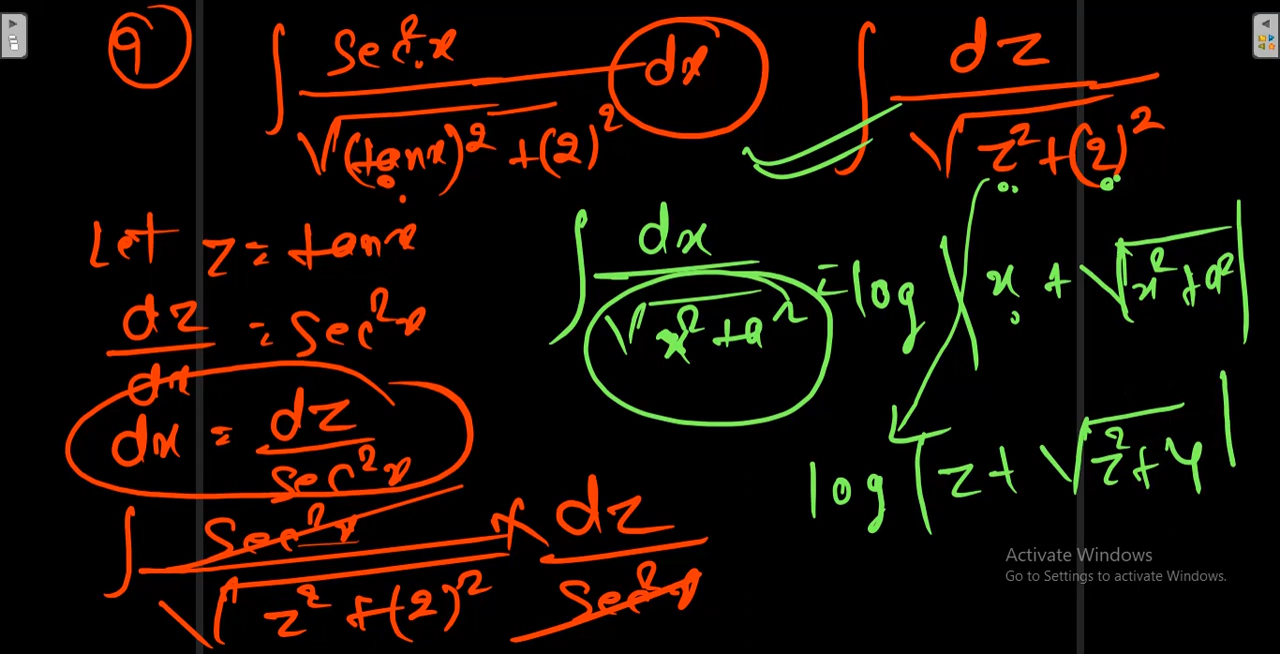 9 ∫ sec²x / √((tanx)² + (2)²) dx
∫ dz / √(z² + (2)²)
Let z = tanx
dz/dx = sec²x
dx = dz / sec²x
∫ sec²x / √(z² + (2)²) × dz / sec²x
∫ dx / √(x² + a²) = log |x + √(x² + a²)|
log |z + √(z² + 4)|
Activate Windows
Go to Settings to activate Windows.